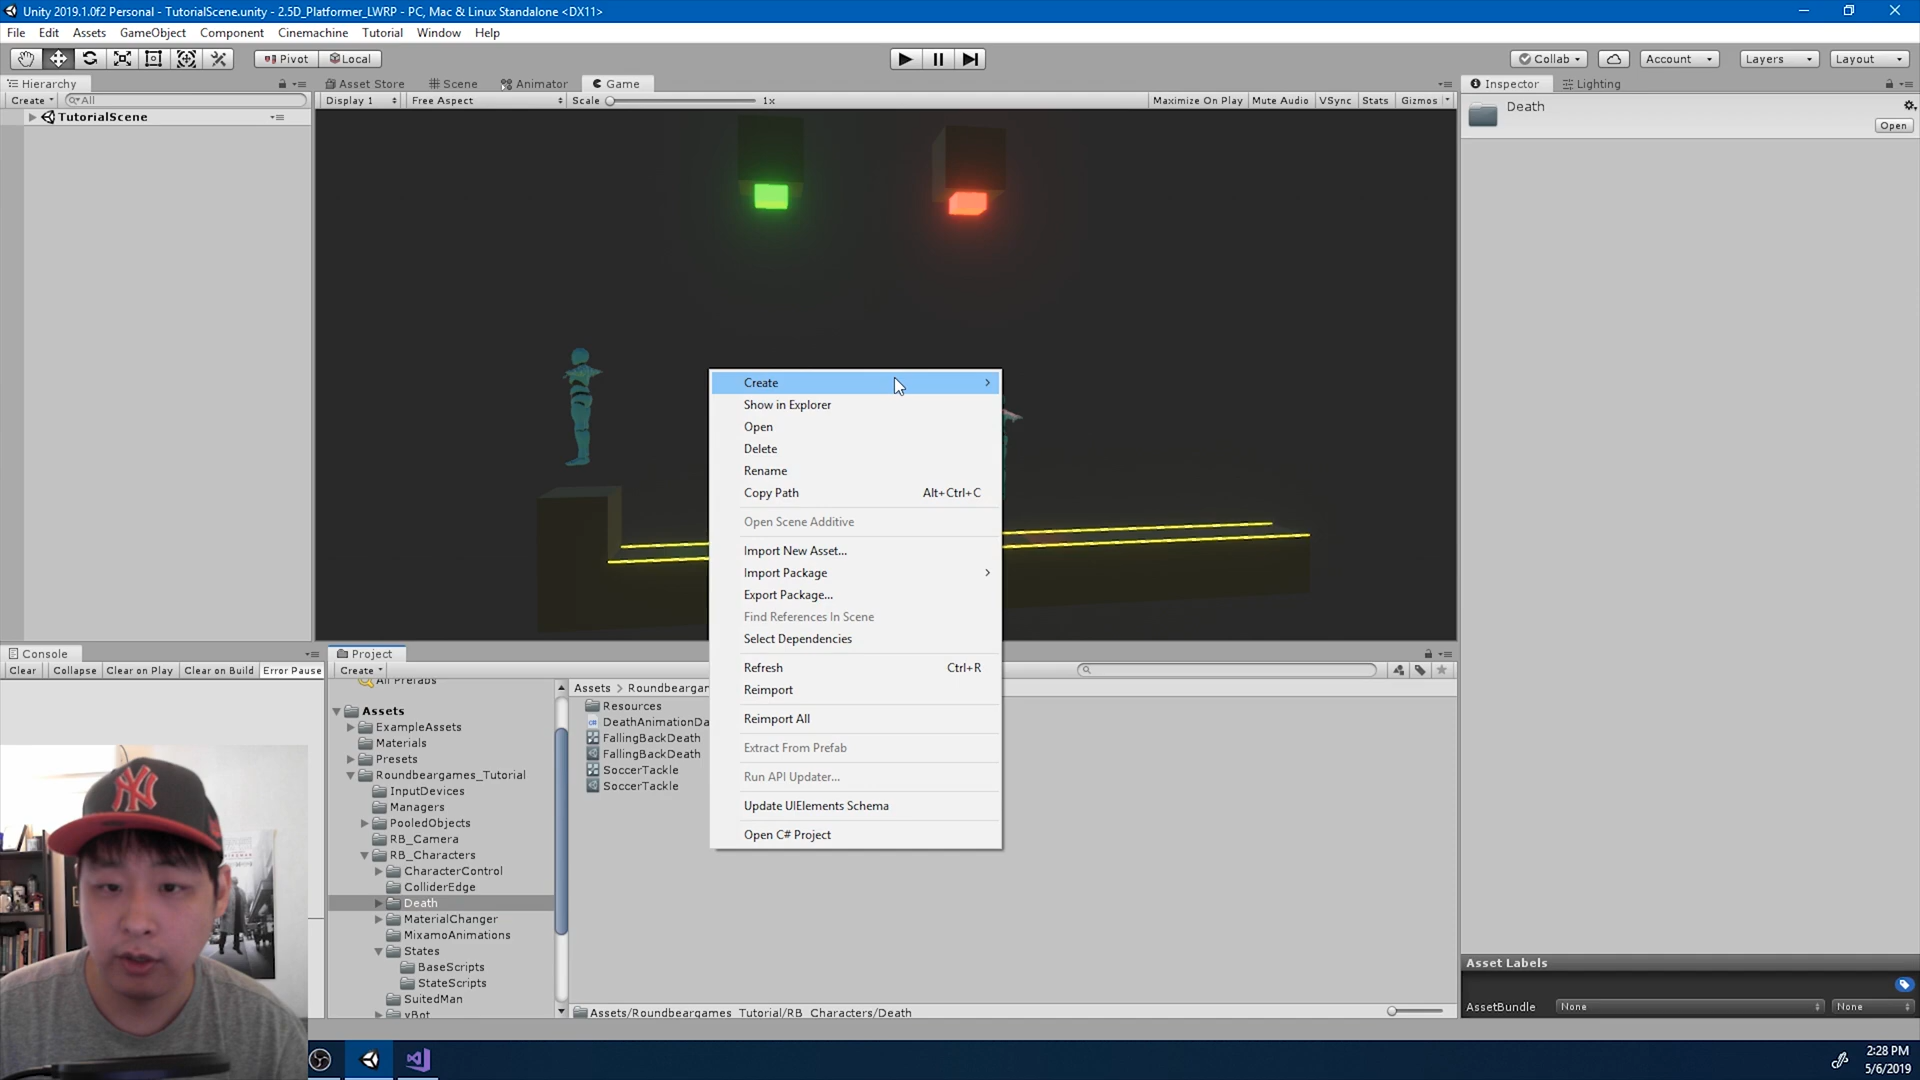 Unity 2019.1.0f2 Personal - TutorialScene.unity - 2.5D_Platformer_LWRP - PC, Mac & Linux Standalone <DX11>
File Edit Assets GameObject Component Cinemachine Tutorial Window Help
Pivot Local Collab Account Layers Layout
Hierarchy Asset Store Scene Animator Game Inspector Lighting
Create All Display 1 Free Aspect Scale 1x Maximize On Play Mute Audio VSync Stats Gizmos
TutorialScene
Death
Open
Create
Show in Explorer
Open
Delete
Rename
Copy Path Alt+Ctrl+C
Open Scene Additive
Import New Asset...
Import Package
Export Package...
Find References In Scene
Select Dependencies
Refresh Ctrl+R
Reimport
Reimport All
Extract From Prefab
Run API Updater...
Update UIElements Schema
Open C# Project
Console Project
Clear Collapse Clear on Play Clear on Build Error Pause Create
All Prefabs
Assets
ExampleAssets
Materials
Presets
Roundbeargames_Tutorial
InputDevices
Managers
PooledObjects
RB_Camera
RB_Characters
CharacterControl
ColliderEdge
Death
MaterialChanger
MixamoAnimations
States
BaseScripts
StateScripts
SuitedMan
yBot
Assets > Roundbeargam
Resources
DeathAnimationDa
FallingBackDeath
FallingBackDeath
SoccerTackle
SoccerTackle
Assets/Roundbeargames_Tutorial/RB_Characters/Death
Asset Labels
AssetBundle None None
2:28 PM
5/6/2019